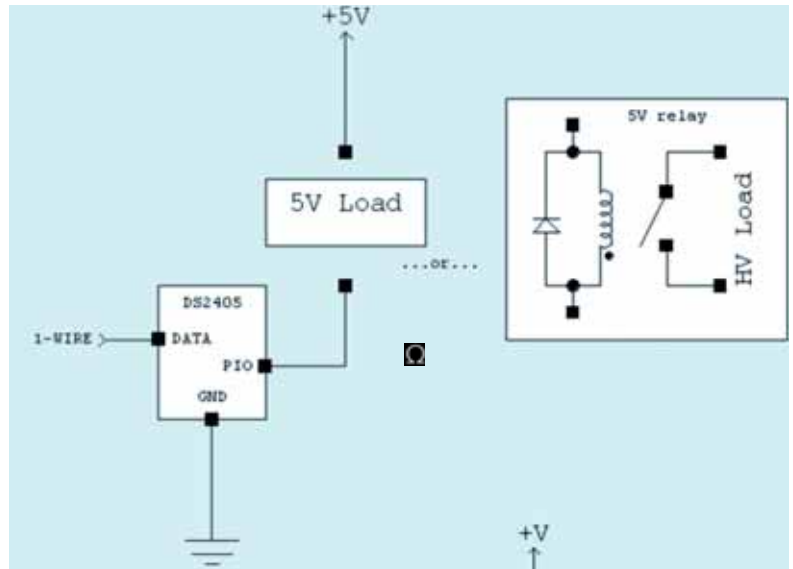 +5V
5V relay
5V Load
HV Load
...or...
DS2405
1-WIRE
DATA
PIO
Ω
GND
+V